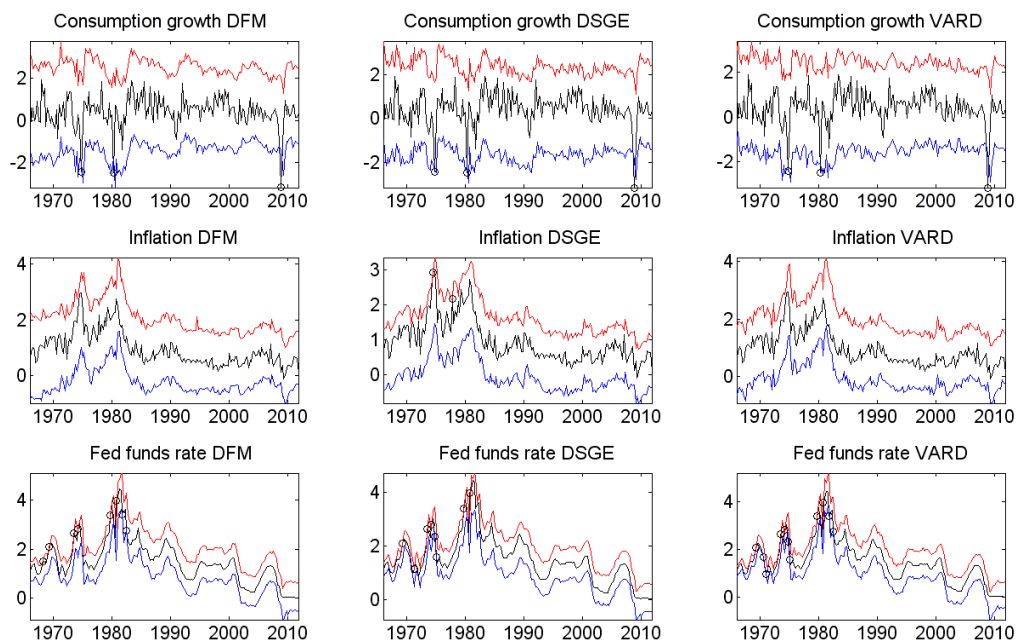 Consumption growth DFM
Consumption growth DSGE
Consumption growth VARD
2
0
-2
1970 1980 1990 2000 2010
2
0
-2
1970 1980 1990 2000 2010
2
0
-2
1970 1980 1990 2000 2010
Inflation DFM
Inflation DSGE
Inflation VARD
4
2
0
1970 1980 1990 2000 2010
3
2
1
0
1970 1980 1990 2000 2010
4
2
0
1970 1980 1990 2000 2010
Fed funds rate DFM
Fed funds rate DSGE
Fed funds rate VARD
4
2
0
1970 1980 1990 2000 2010
4
2
0
1970 1980 1990 2000 2010
4
2
0
1970 1980 1990 2000 2010